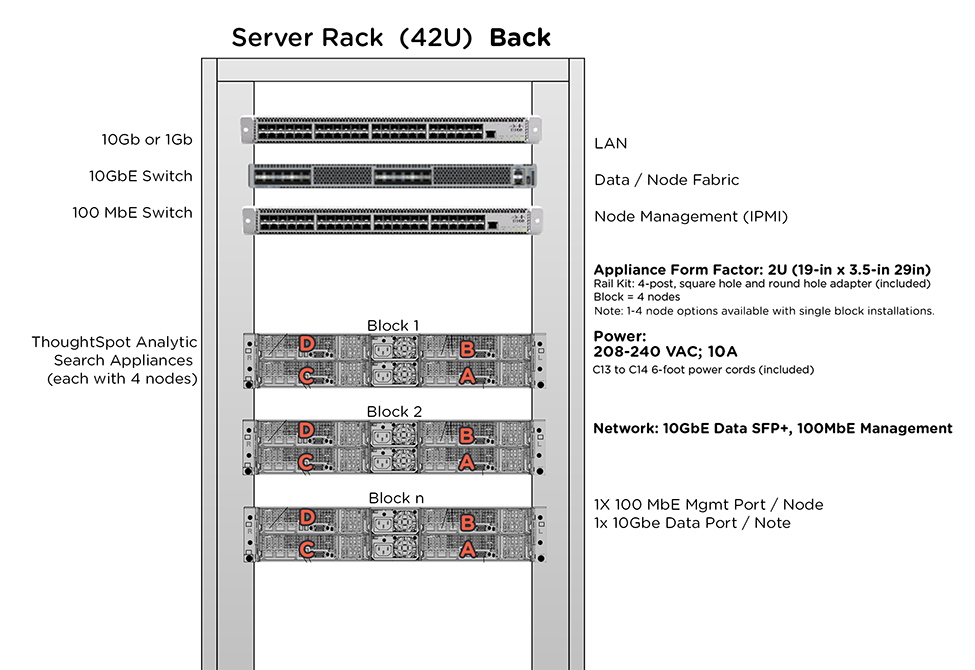 Server Rack (42U) Back
10Gb or 1Gb
LAN
10GbE Switch
Data / Node Fabric
100 MbE Switch
Node Management (IPMI)
Appliance Form Factor: 2U (19-in x 3.5-in 29in)
Rail Kit: 4-post, square hole and round hole adapter (included)
Block = 4 nodes
Note: 1-4 node options available with single block installations.
Block 1
ThoughtSpot Analytic
Search Appliances
(each with 4 nodes)
D
B
C
A
Power:
208-240 VAC; 10A
C13 to C14 6-foot power cords (included)
Block 2
D
B
C
A
Network: 10GbE Data SFP+, 100MbE Management
Block n
D
B
C
A
1X 100 MbE Mgmt Port / Node
1x 10Gbe Data Port / Note